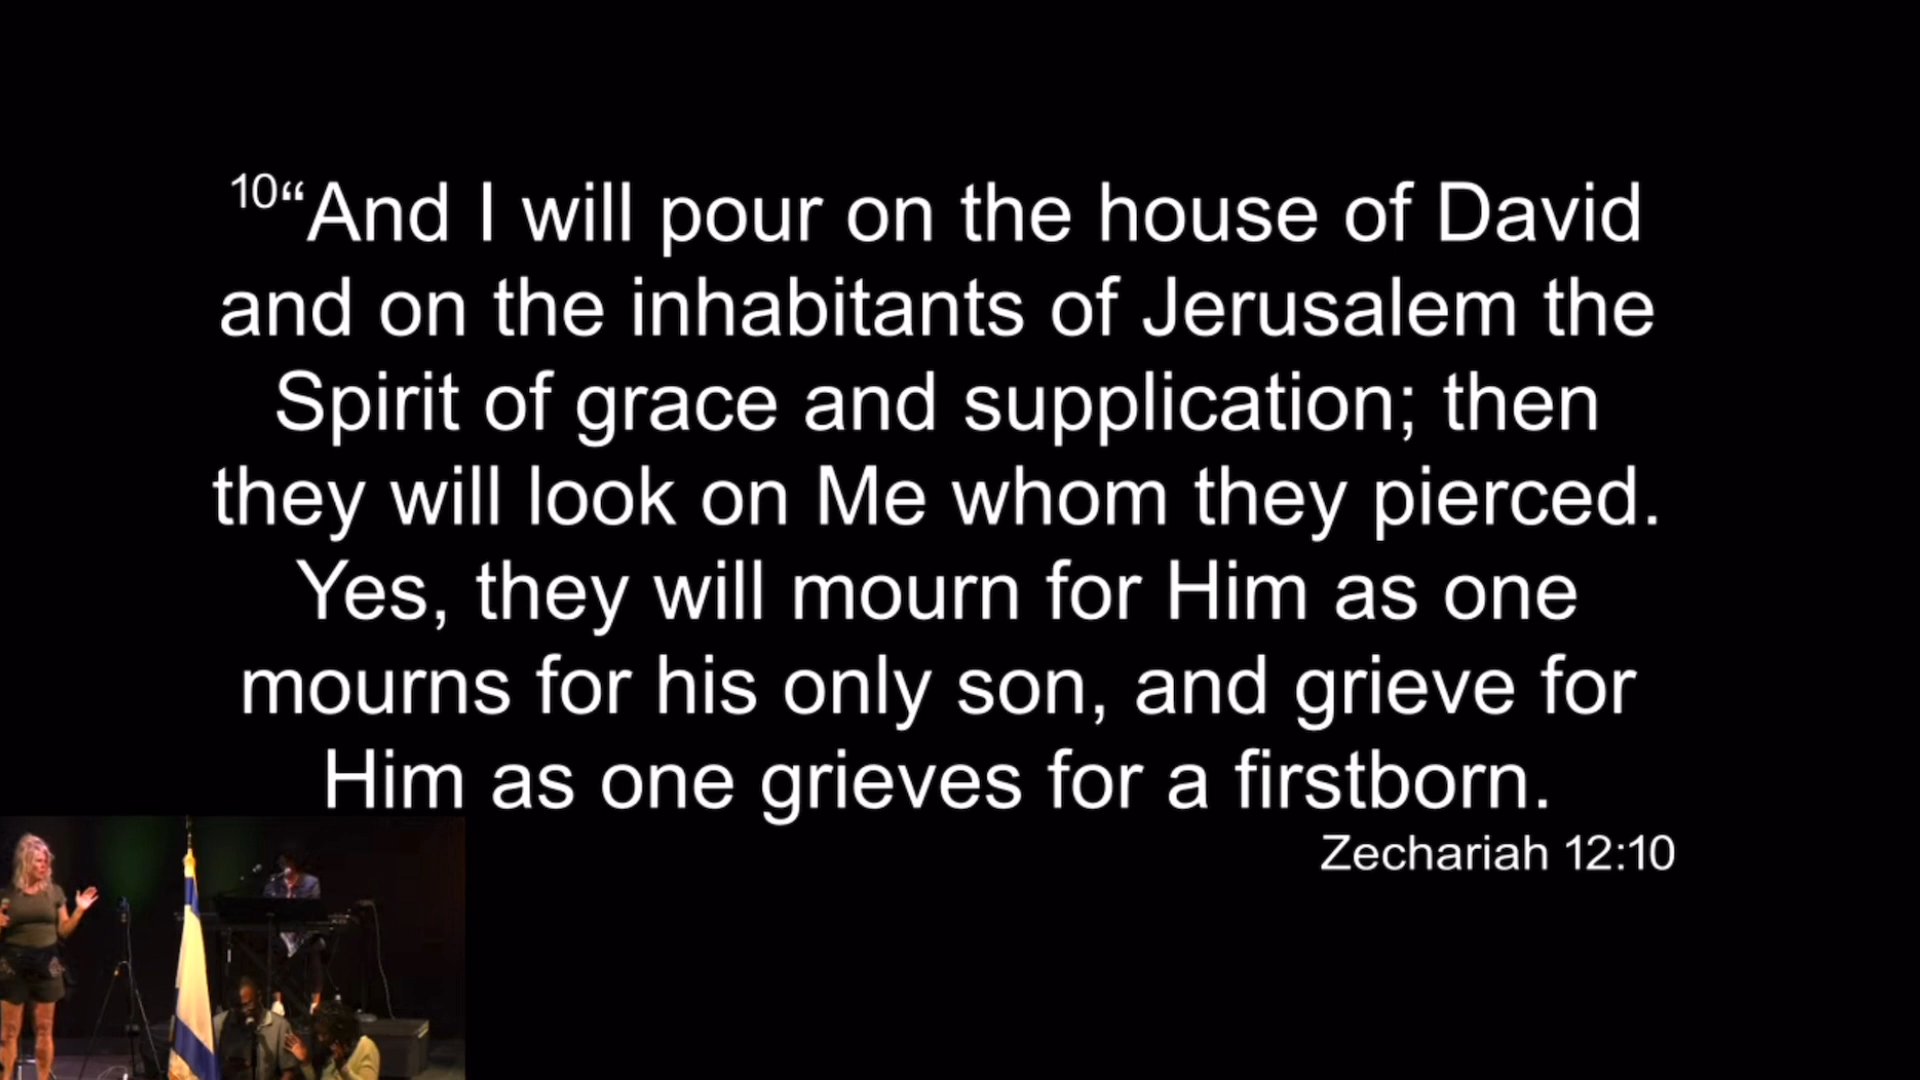 10“And I will pour on the house of David
and on the inhabitants of Jerusalem the
Spirit of grace and supplication; then
they will look on Me whom they pierced.
Yes, they will mourn for Him as one
mourns for his only son, and grieve for
Him as one grieves for a firstborn.
Zechariah 12:10